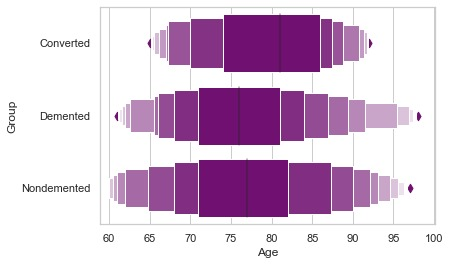 Converted
Demented
Nondemented
Group
60 65 70 75 80 85 90 95 100
Age